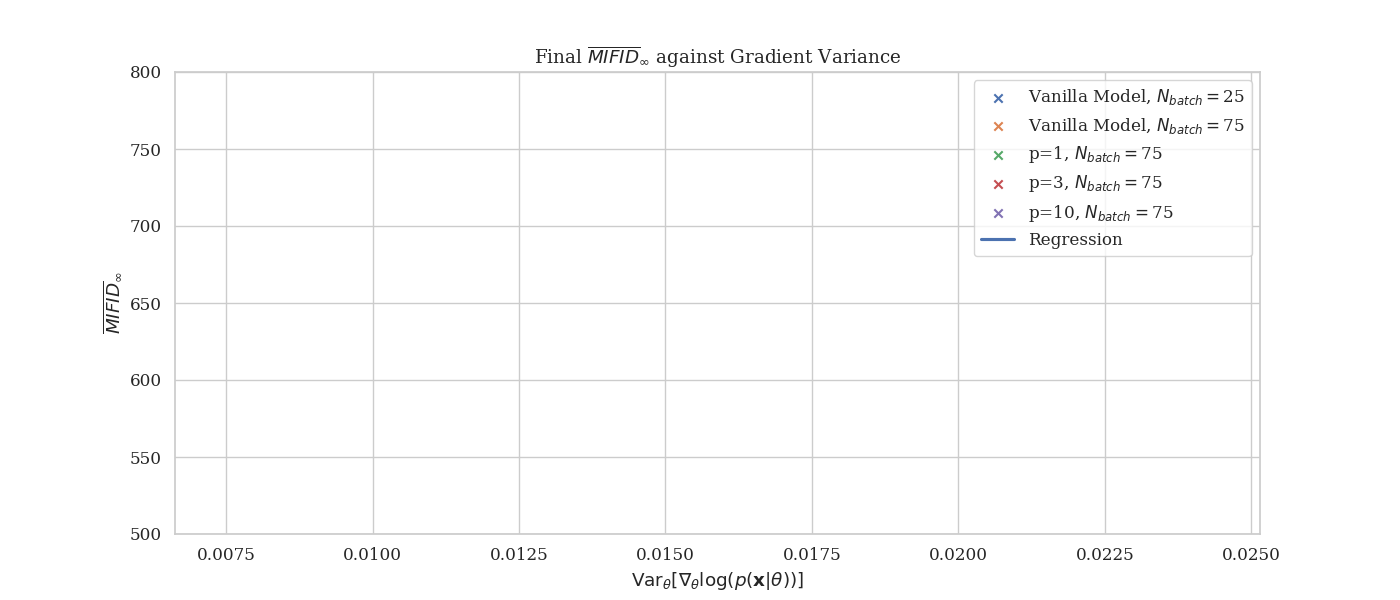 Final $\overline{MIFID}_\infty$ against Gradient Variance
800
750
700
650
600
550
500
$\overline{MIFID}_\infty$
Vanilla Model, $N_{batch} = 25$
Vanilla Model, $N_{batch} = 75$
p=1, $N_{batch} = 75$
p=3, $N_{batch} = 75$
p=10, $N_{batch} = 75$
Regression
0.0075 0.0100 0.0125 0.0150 0.0175 0.0200 0.0225 0.0250
$\mathrm{Var}_\theta[\nabla_\theta \log(p(\mathbf{x}|\theta))]$